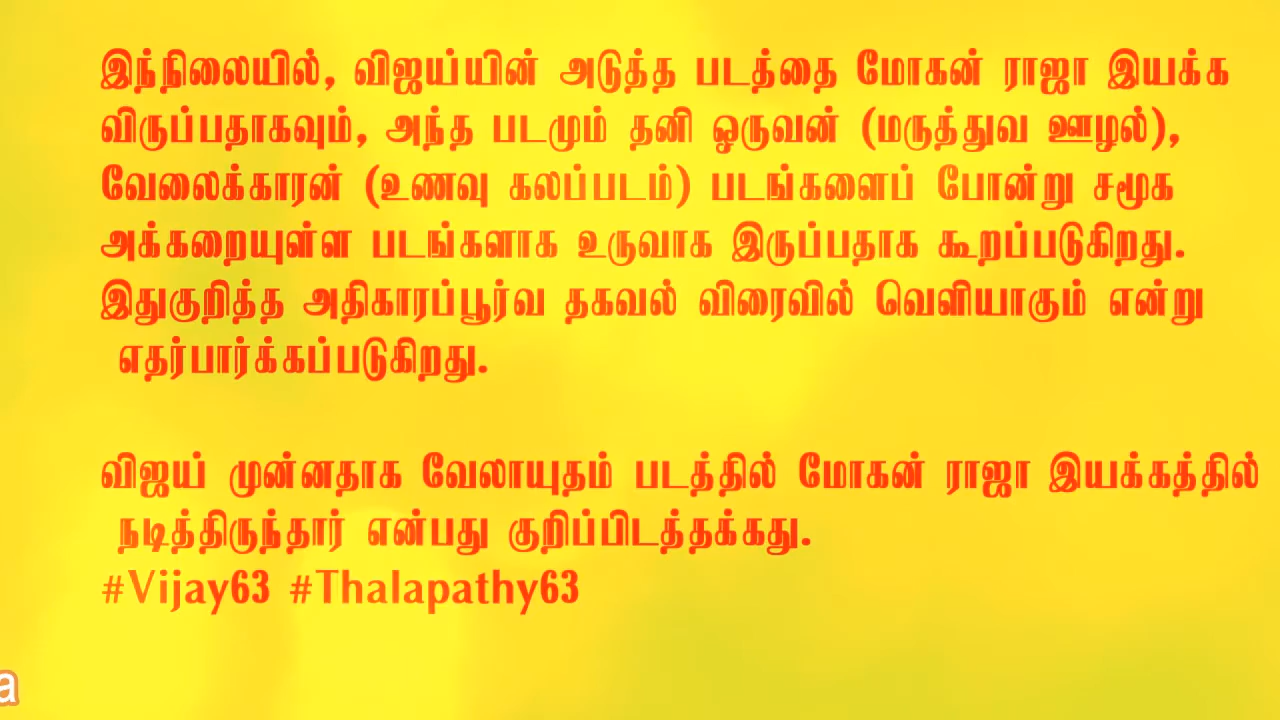 இந்நிலையில், விஜய்யின் அடுத்த படத்தை மோகன் ராஜா இயக்க
விருப்பதாகவும், அந்த படமும் தனி ஒருவன் (மருத்துவ ஊழல்),
வேலைக்காரன் (உணவு கலப்படம்) படங்களைப் போன்று சமூக
அக்கறையுள்ள படங்களாக உருவாக இருப்பதாக கூறப்படுகிறது.
இதுகுறித்த அதிகாரப்பூர்வ தகவல் விரைவில் வெளியாகும் என்று
எதர்பார்க்கப்படுகிறது.
விஜய் முன்னதாக வேலாயுதம் படத்தில் மோகன் ராஜா இயக்கத்தில்
நடித்திருந்தார் என்பது குறிப்பிடத்தக்கது.
#Vijay63 #Thalapathy63
a